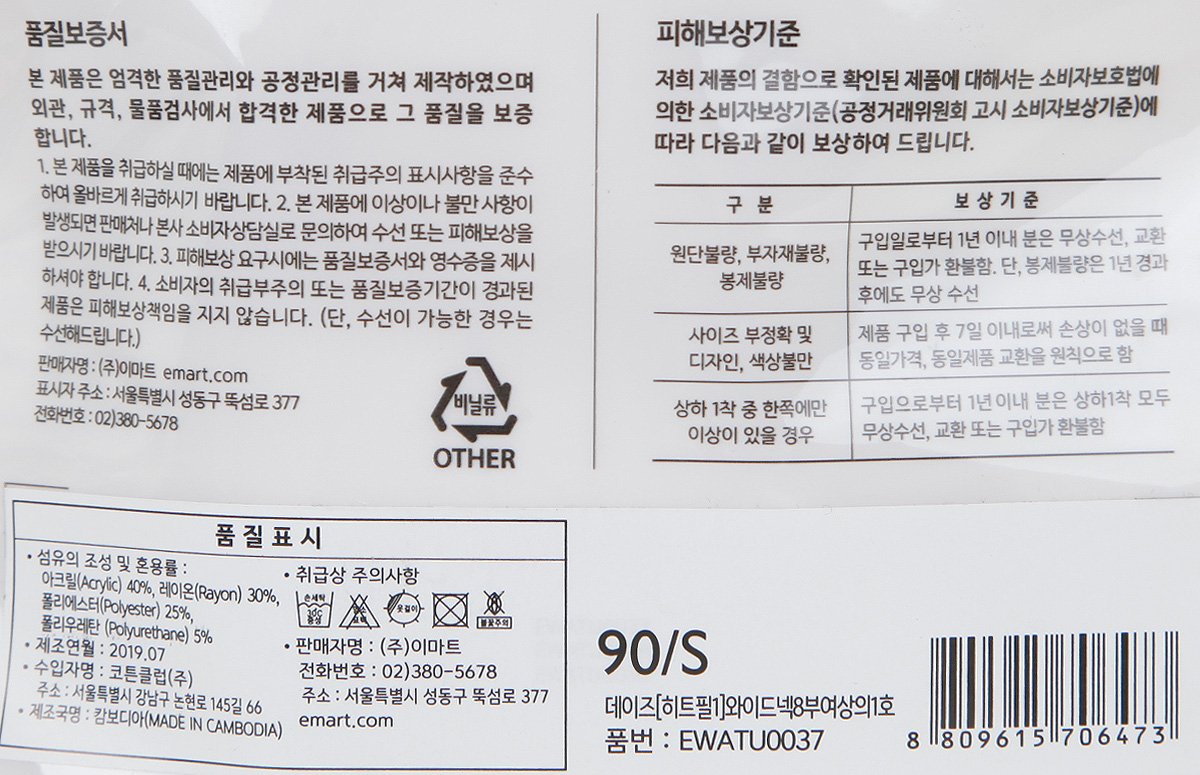 품질보증서
본 제품은 엄격한 품질관리와 공정관리를 거쳐 제작하였으며
외관, 규격, 물품검사에서 합격한 제품으로 그 품질을 보증
합니다.
1. 본 제품을 취급하실 때에는 제품에 부착된 취급주의 표시사항을 준수
하여 올바르게 취급하시기 바랍니다. 2. 본 제품에 이상이나 불만 사항이
발생되면 판매처나 본사 소비자상담실로 문의하여 수선 또는 피해보상을
받으시기 바랍니다. 3. 피해보상 요구시에는 품질보증서와 영수증을 제시
하셔야 합니다. 4. 소비자의 취급부주의 또는 품질보증기간이 경과된
제품은 피해보상책임을 지지 않습니다. (단, 수선이 가능한 경우는
수선해드립니다.)
판매자명 : (주)이마트 emart.com
표시자 주소 : 서울특별시 성동구 뚝섬로 377
전화번호 : 02)380-5678
비닐류
OTHER
피해보상기준
저희 제품의 결함으로 확인된 제품에 대해서는 소비자보호법에
의한 소비자보상기준(공정거래위원회 고시 소비자보상기준)에
따라 다음과 같이 보상하여 드립니다.
구 분 보 상 기 준
원단불량, 부자재불량,
봉제불량
구입일로부터 1년 이내 분은 무상수선, 교환
또는 구입가 환불함. 단, 봉제불량은 1년 경과
후에도 무상 수선
사이즈 부정확 및
디자인, 색상불만
제품 구입 후 7일 이내로써 손상이 없을 때
동일가격, 동일제품 교환을 원칙으로 함
상하 1착 중 한쪽에만
이상이 있을 경우
구입으로부터 1년 이내 분은 상하1착 모두
무상수선, 교환 또는 구입가 환불함
품 질 표 시
• 섬유의 조성 및 혼용률 :
아크릴(Acrylic) 40%, 레이온(Rayon) 30%,
폴리에스터(Polyester) 25%,
폴리우레탄 (Polyurethane) 5%
• 제조연월 : 2019.07
• 수입자명 : 코튼클럽(주)
주소 : 서울특별시 강남구 논현로 145길 66
• 제조국명 : 캄보디아(MADE IN CAMBODIA)
• 취급상 주의사항
손세탁
중성
옷걸이
불꽃주의
• 판매자명 : (주)이마트
전화번호 : 02)380-5678
주소 : 서울특별시 성동구 뚝섬로 377
emart.com
90/S
데이즈[히트필1]와이드넥8부여상의1호
품번 : EWATU0037
8 809615 706473